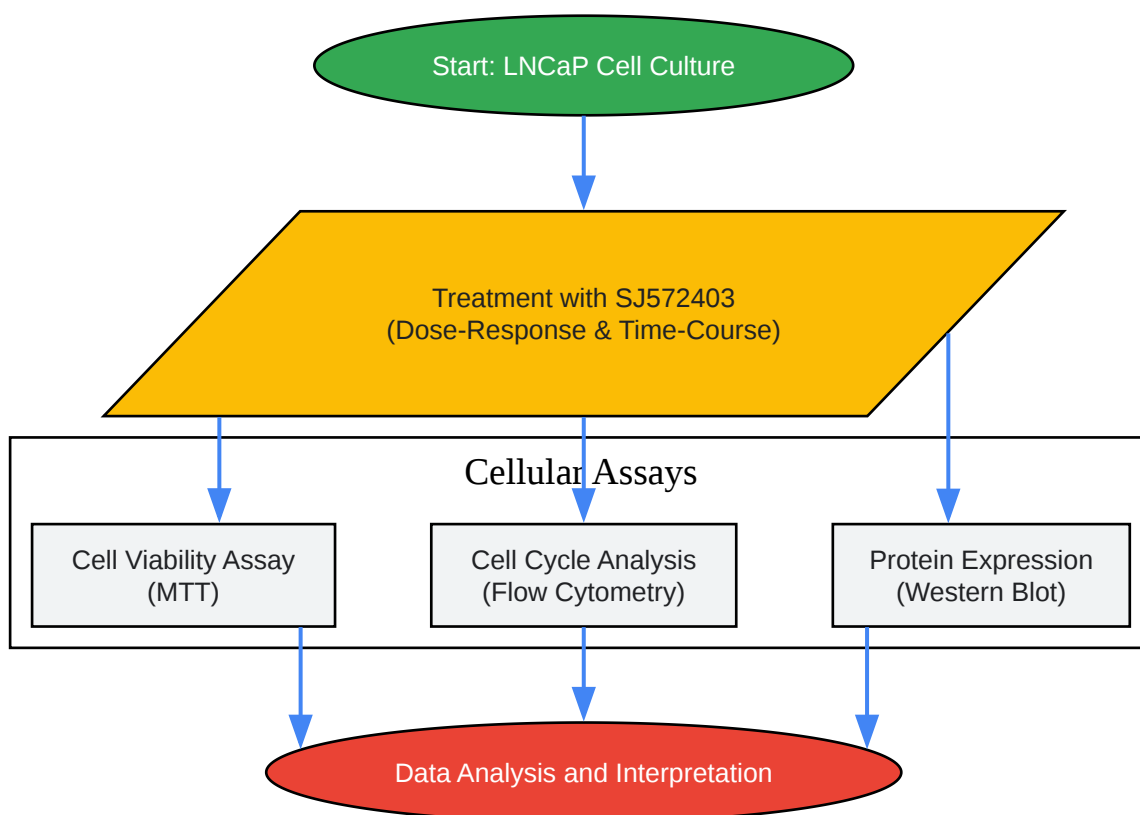 Start: LNCaP Cell Culture
Treatment with SJ572403
(Dose-Response & Time-Course)
Cellular Assays
Cell Viability Assay
(MTT)
Cell Cycle Analysis
(Flow Cytometry)
Protein Expression
(Western Blot)
Data Analysis and Interpretation